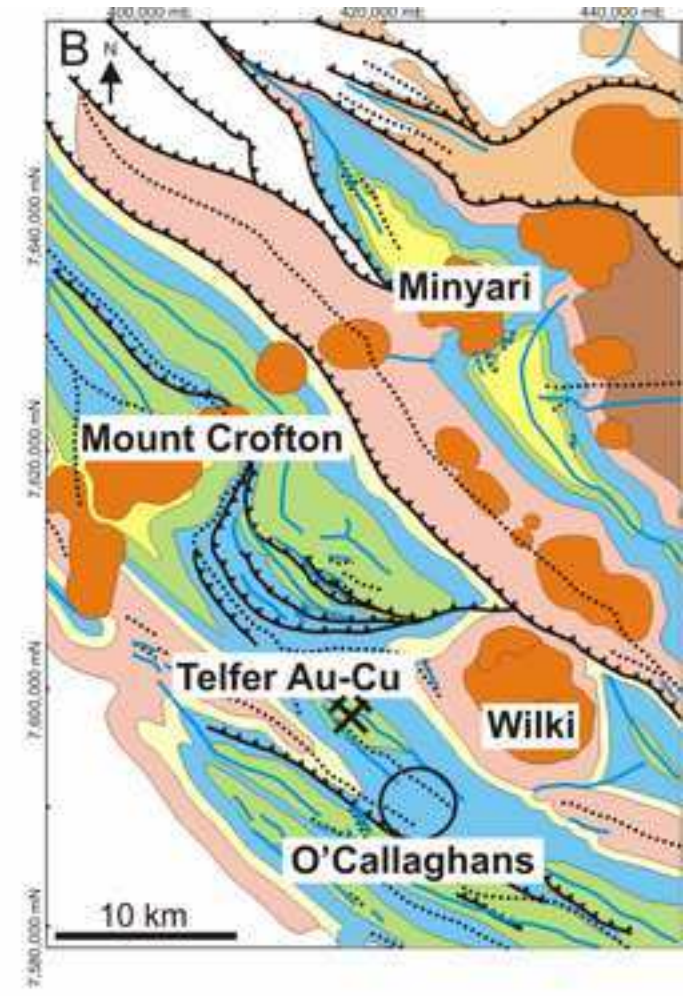 400,000 mE
420,000 mE
440,000 mE
B
N
7,640,000 mN
Minyari
Mount Crofton
7,620,000 mN
Telfer Au-Cu
7,600,000 mN
Wilki
O'Callaghans
10 km
7,580,000 mN